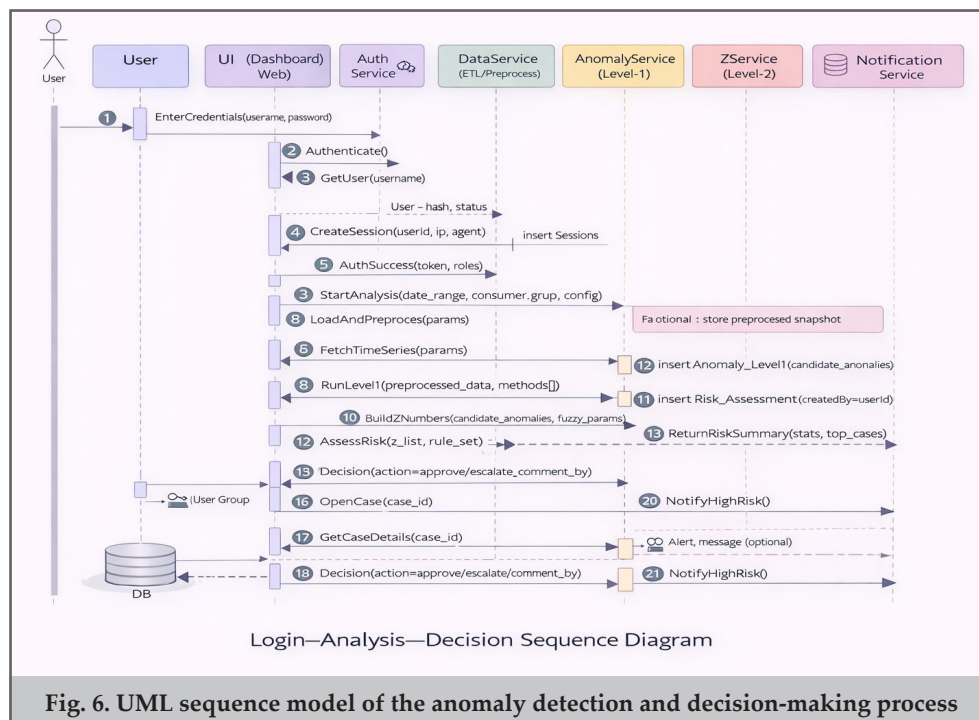 User
User
UI (Dashboard)
Web)
Auth
Service
DataService
(ETL/Preprocess)
AnomalyService
(Level-1)
ZService
(Level-2)
Notification
Service
1 EnterCredentials(userame, password)
2 Authenticate()
3 GetUser(username)
User – hash, status
4 CreateSession(userId, ip, agent)
insert Sessions
5 AuthSuccess(token, roles)
3 StartAnalysis(date_range, consumer.grup, config)
Fa otional : store preprocesed snapshot
8 LoadAndPreproces(params)
6 FetchTimeSeries(params)
12 insert Anomaly_Level1(candidate_anonalies)
8 RunLevel1(preprocessed_data, methods[])
11 insert Risk_Assessment (createdBy=userId)
10 BuildZNumbers(candidate_anomalies, fuzzy_params)
12 AssessRisk(z_list, rule_set)
13 ReturnRiskSummary(stats, top_cases)
13 Decision(action=approve/escalate_comment_by)
(User Group
16 OpenCase(case_id)
20 NotifyHighRisk()
17 GetCaseDetails(case_id)
Alert, message (optional)
18 Decision(action=approve/escalate/comment_by)
21 NotifyHighRisk()
DB
Login—Analysis—Decision Sequence Diagram
Fig. 6. UML sequence model of the anomaly detection and decision-making process